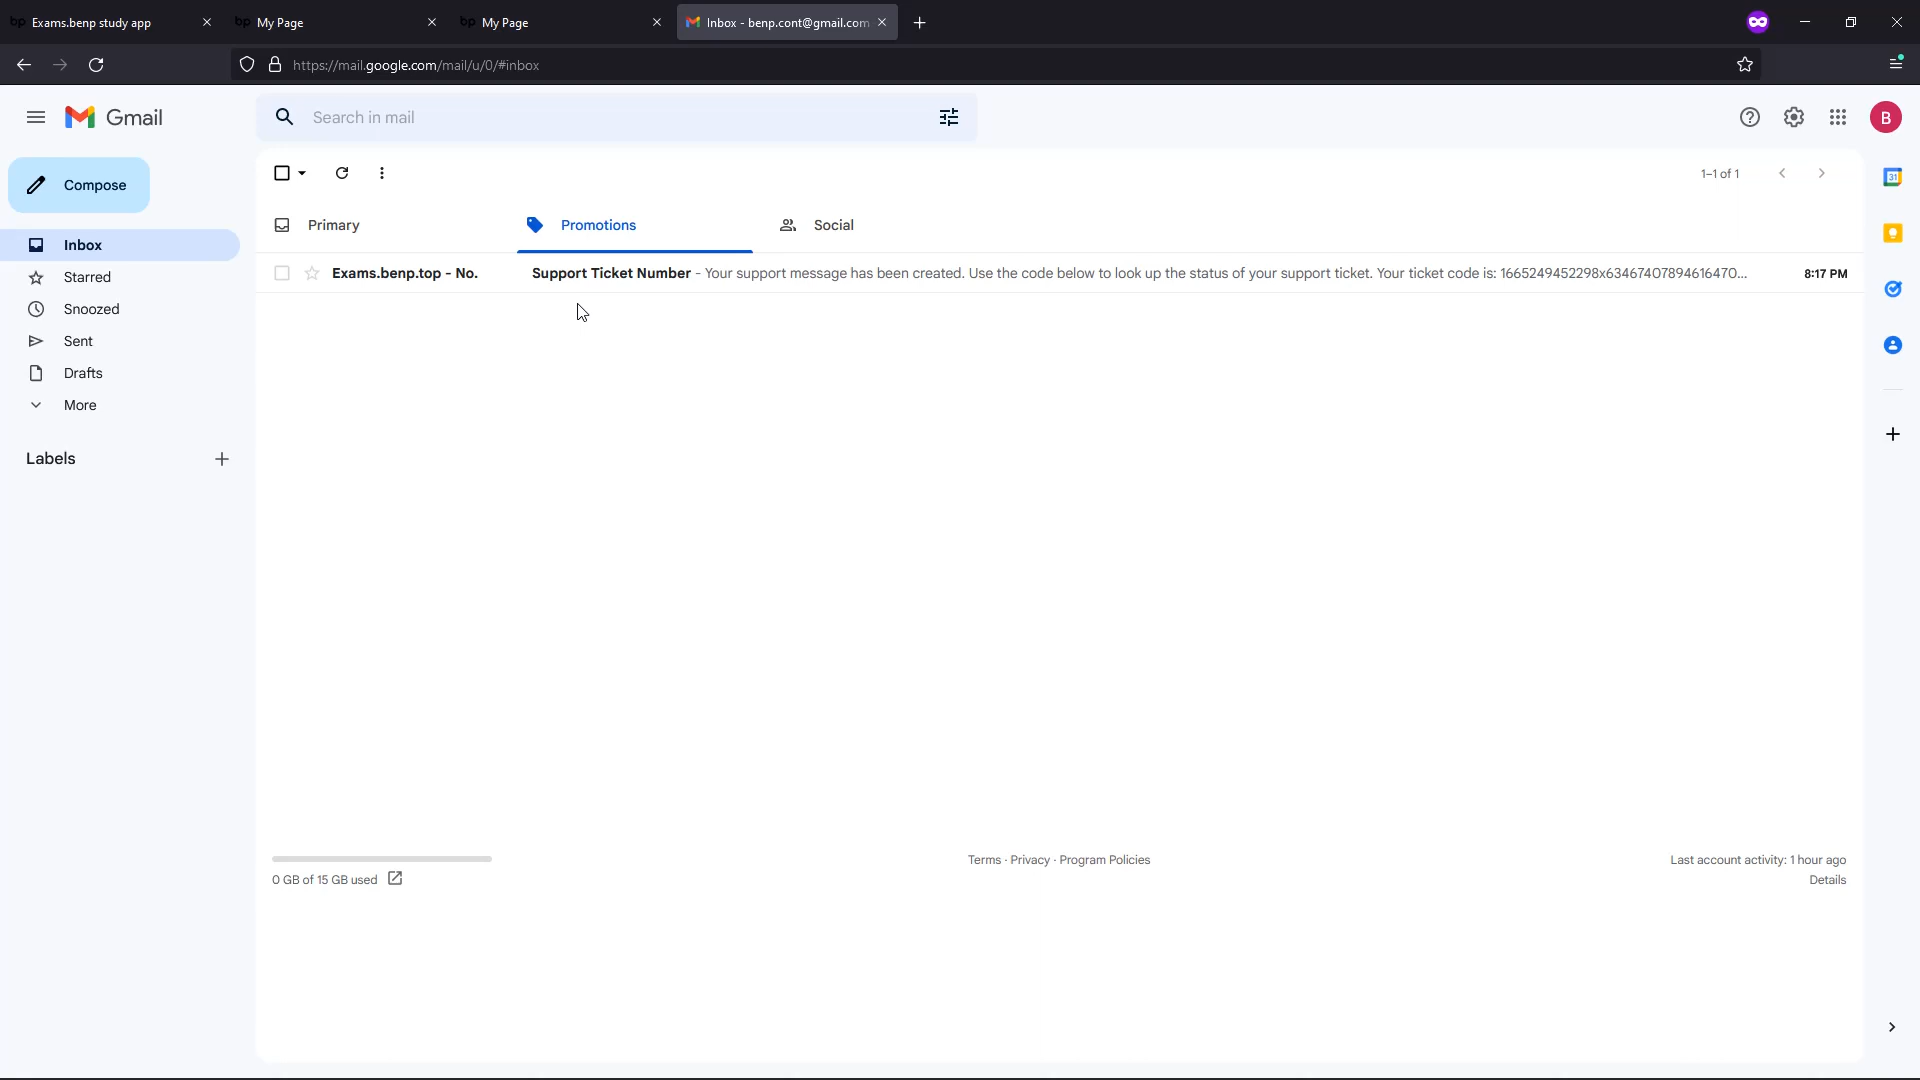 bp Exams.benp study app
bp My Page
bp My Page
Inbox - benp.cont@gmail.com
https://mail.google.com/mail/u/0/#inbox
Gmail
Search in mail
B
Compose
1–1 of 1
31
Primary
Promotions
Social
Inbox
Exams.benp.top - No.
Support Ticket Number - Your support message has been created. Use the code below to look up the status of your support ticket. Your ticket code is: 1665249452298x63467407894616470...
8:17 PM
Starred
Snoozed
Sent
Drafts
More
Labels
Terms · Privacy · Program Policies
Last account activity: 1 hour ago
0 GB of 15 GB used
Details